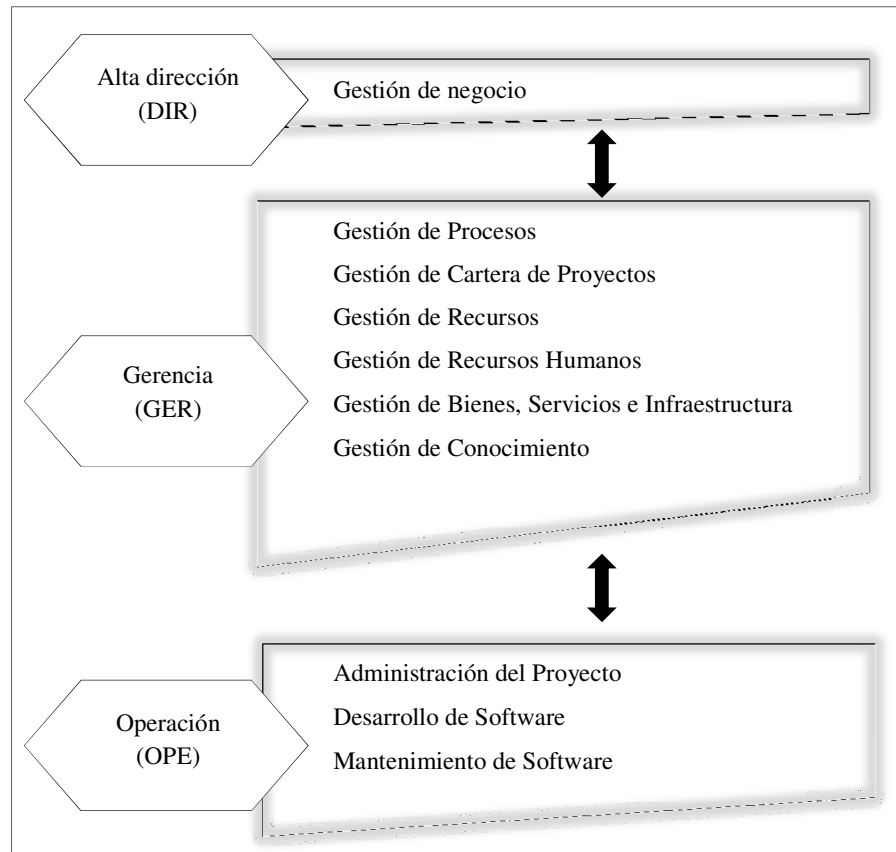 Alta dirección
(DIR)
Gestión de negocio
Gerencia
(GER)
Gestión de Procesos
Gestión de Cartera de Proyectos
Gestión de Recursos
Gestión de Recursos Humanos
Gestión de Bienes, Servicios e Infraestructura
Gestión de Conocimiento
Operación
(OPE)
Administración del Proyecto
Desarrollo de Software
Mantenimiento de Software